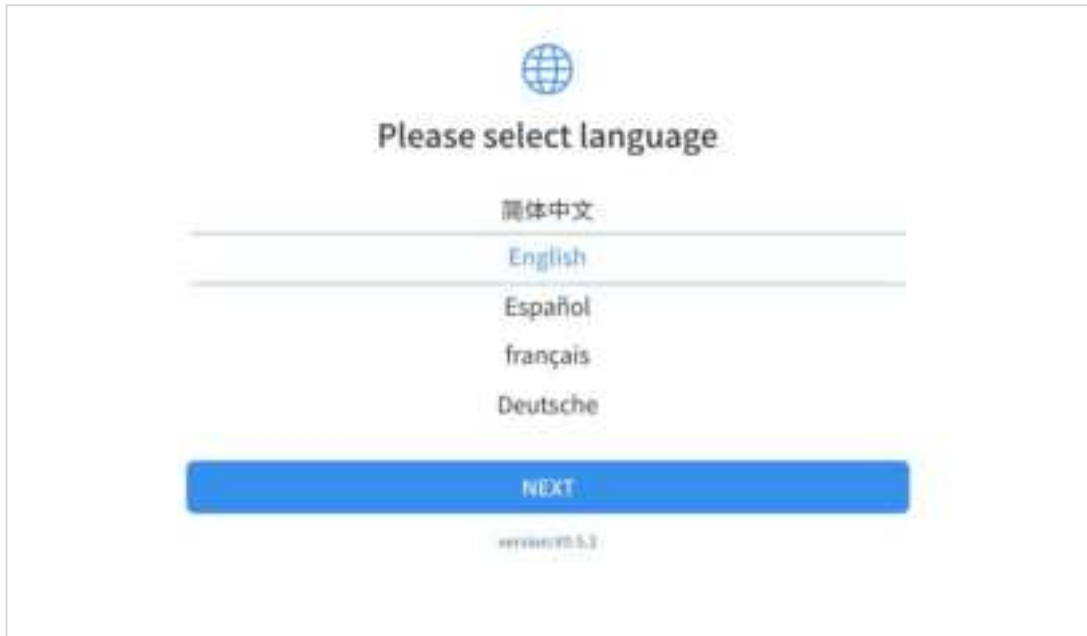 Please select language
简体中文
English
Español
français
Deutsche
NEXT